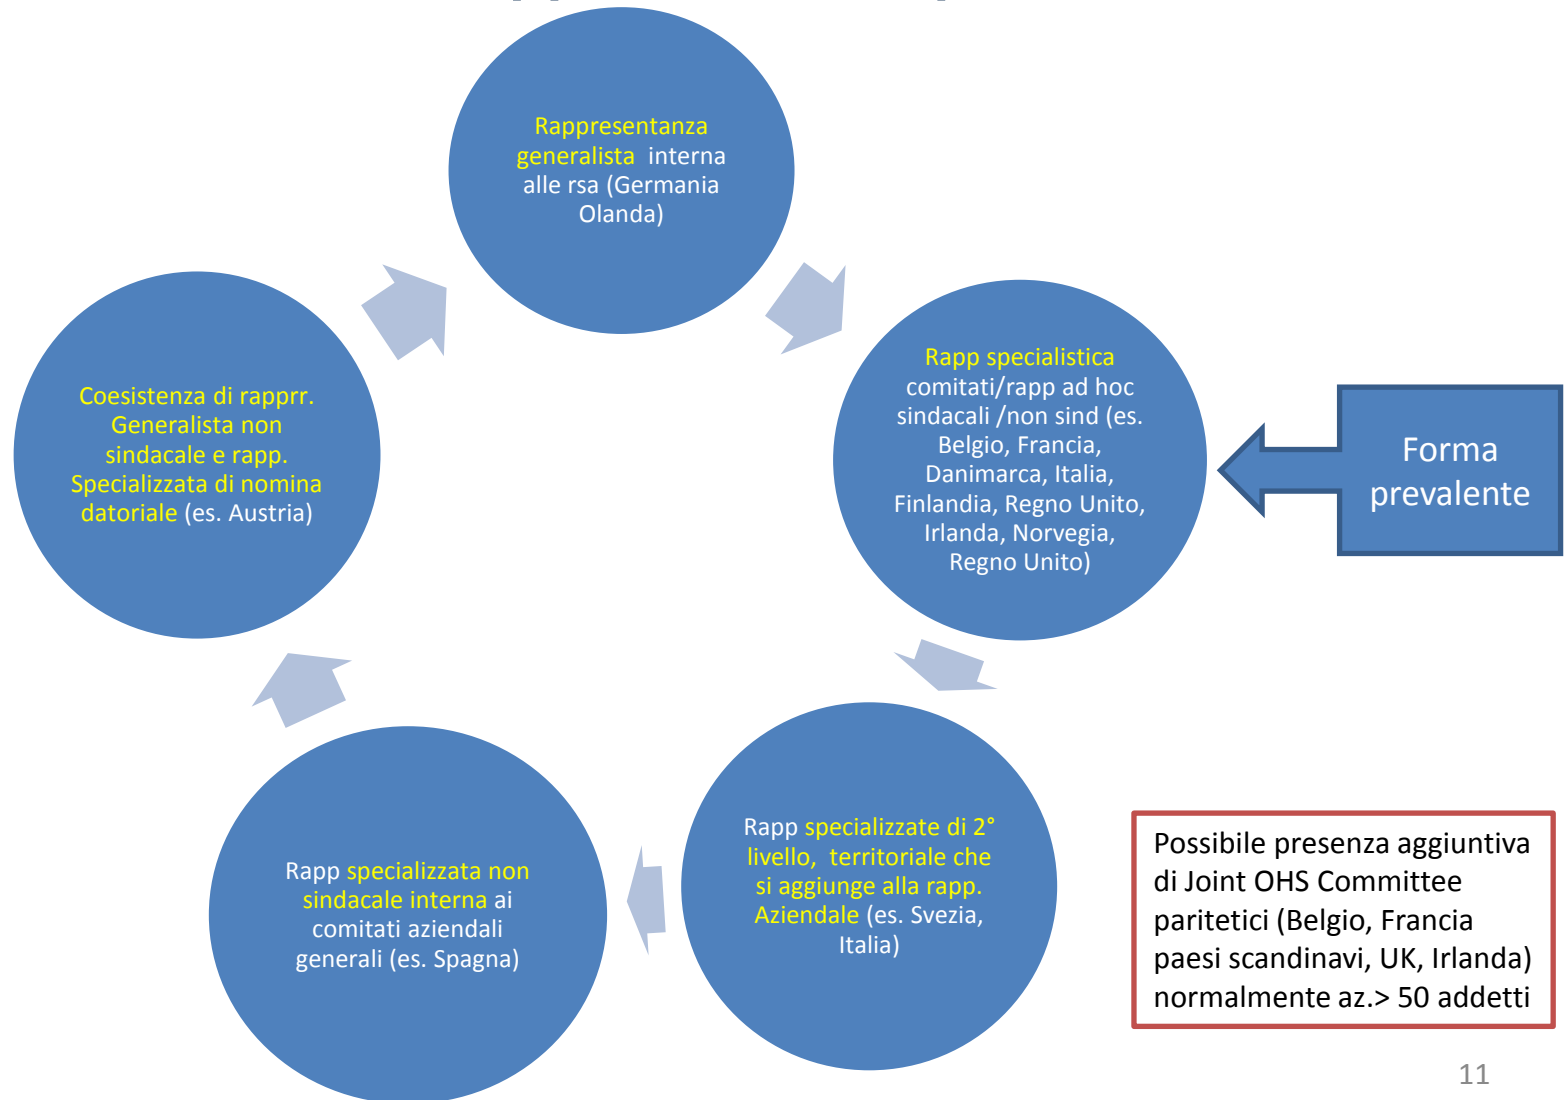 Rappresentanza
generalista interna
alle rsa (Germania
Olanda)
Rapp specialistica
comitati/rapp ad hoc
sindacali /non sind (es.
Belgio, Francia,
Danimarca, Italia,
Finlandia, Regno Unito,
Irlanda, Norvegia,
Regno Unito)
Forma
prevalente
Coesistenza di rapprr.
Generalista non
sindacale e rapp.
Specializzata di nomina
datoriale (es. Austria)
Rapp specializzate di 2°
livello, territoriale che
si aggiunge alla rapp.
Aziendale (es. Svezia,
Italia)
Rapp specializzata non
sindacale interna ai
comitati aziendali
generali (es. Spagna)
Possibile presenza aggiuntiva
di Joint OHS Committee
paritetici (Belgio, Francia
paesi scandinavi, UK, Irlanda)
normalmente az.> 50 addetti
11